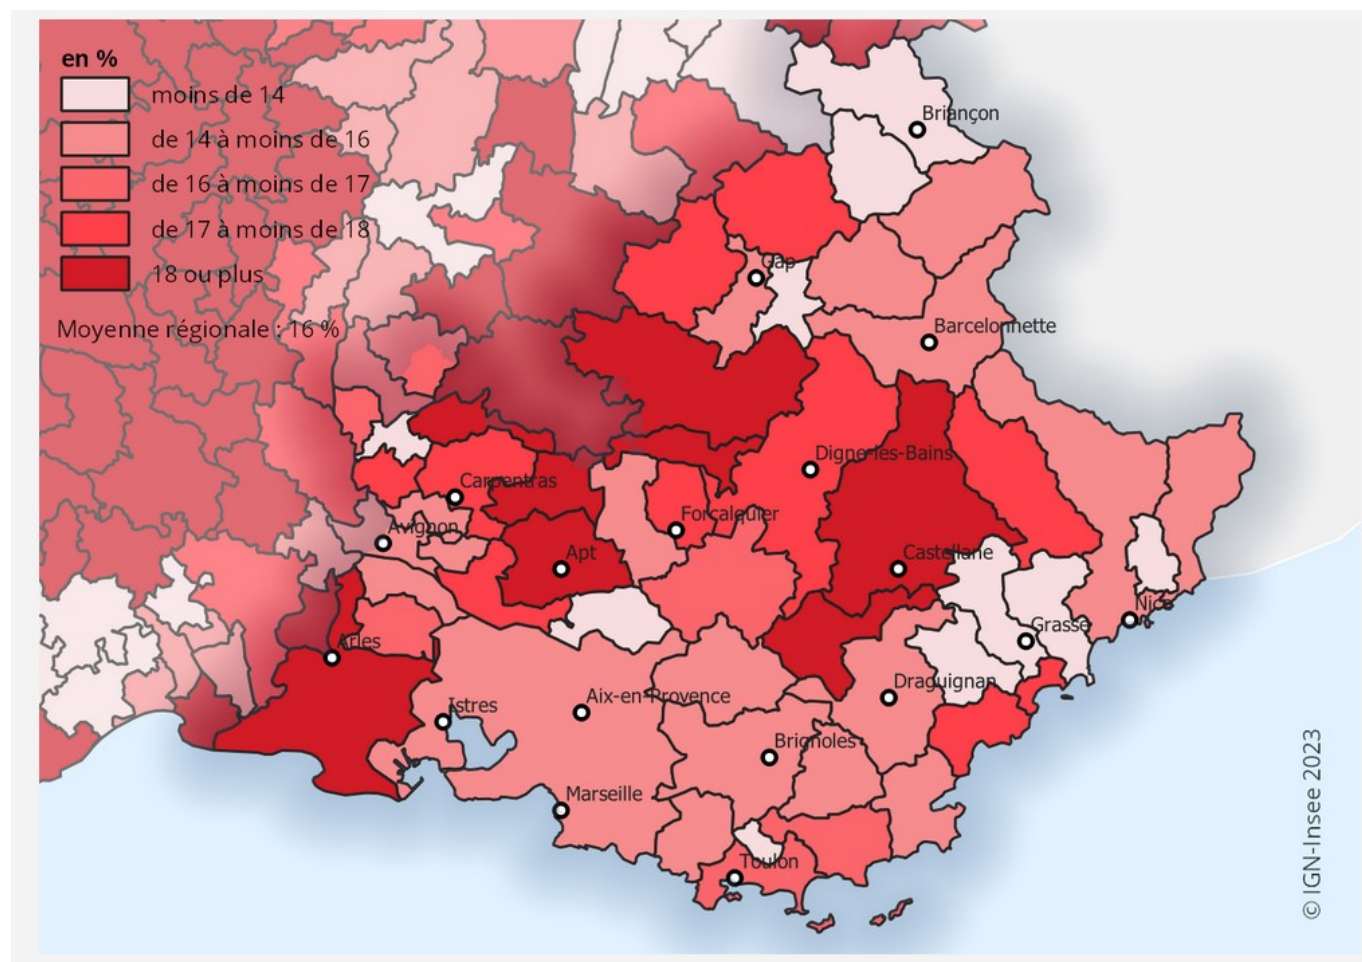 en %
moins de 14
de 14 à moins de 16
de 16 à moins de 17
de 17 à moins de 18
18 ou plus
Moyenne régionale : 16 %
Briançon
Gap
Barcelonnette
Digne-les-Bains
Carpentras
Forcalquier
Avignon
Apt
Castellane
Nice
Grasse
Arles
Draguignan
Aix-en-Provence
Istres
Brignoles
Marseille
Toulon
© IGN-Insee 2023